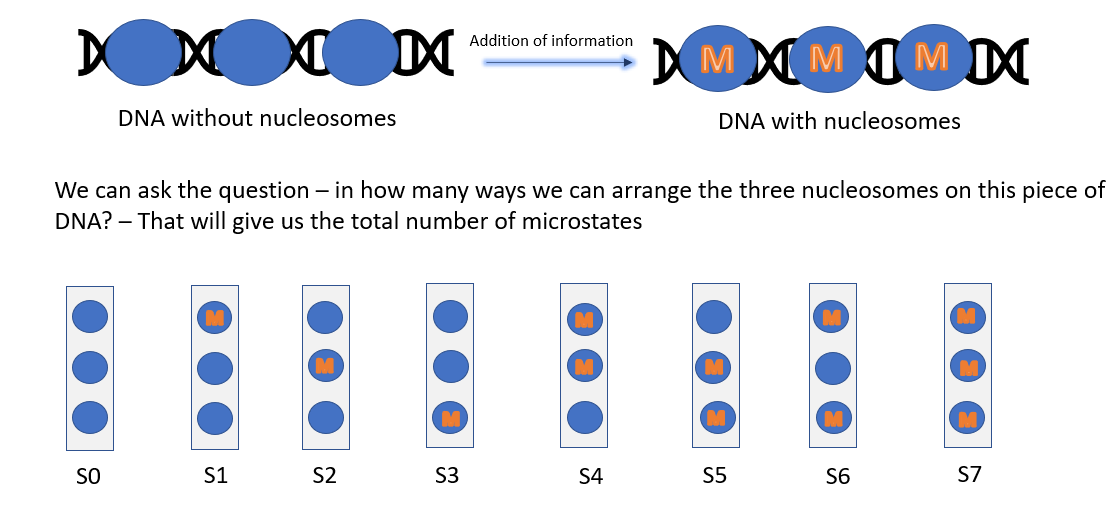 Addition of information
M M M
DNA without nucleosomes
DNA with nucleosomes
We can ask the question – in how many ways we can arrange the three nucleosomes on this piece of
DNA? – That will give us the total number of microstates
M M M M
M M M M
M M M M
S0 S1 S2 S3 S4 S5 S6 S7